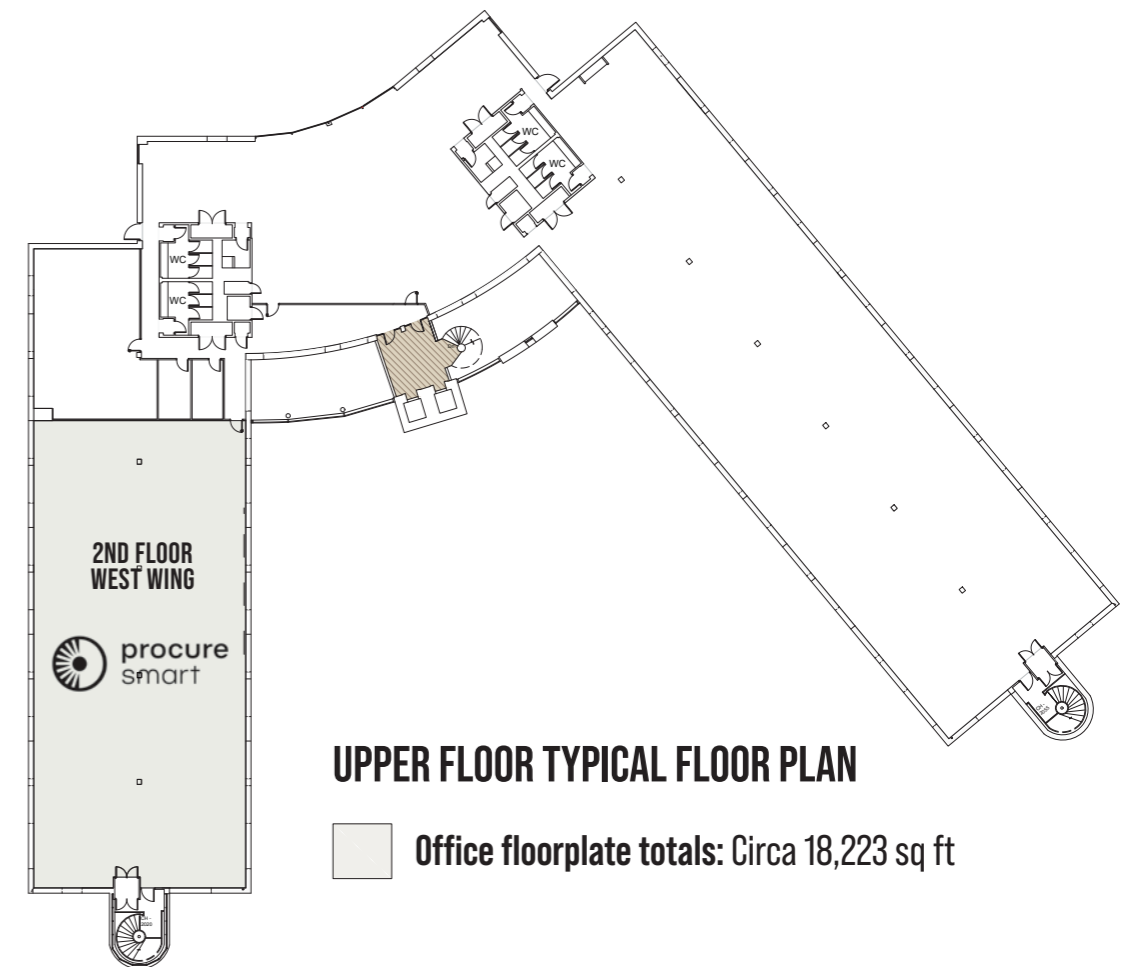 WC
WC
WC
WC
2ND FLOOR
WEST WING
procure
smart
UPPER FLOOR TYPICAL FLOOR PLAN
Office floorplate totals: Circa 18,223 sq ft